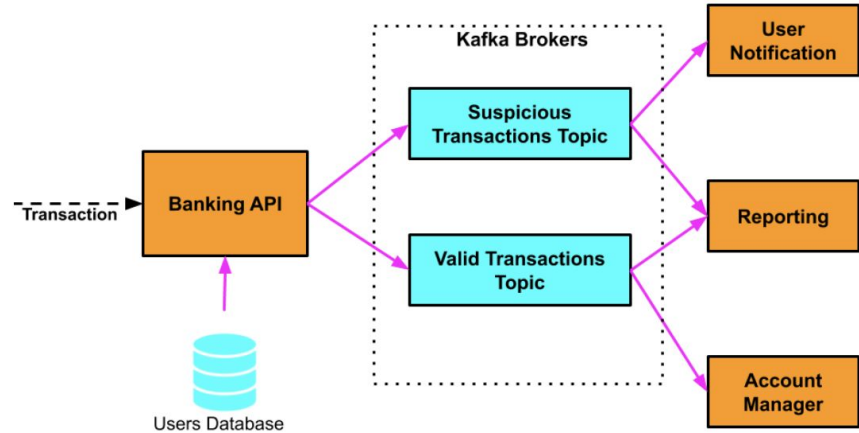 Kafka Brokers
User
Notification
Suspicious
Transactions Topic
Transaction
Banking API
Reporting
Valid Transactions
Topic
Users Database
Account
Manager